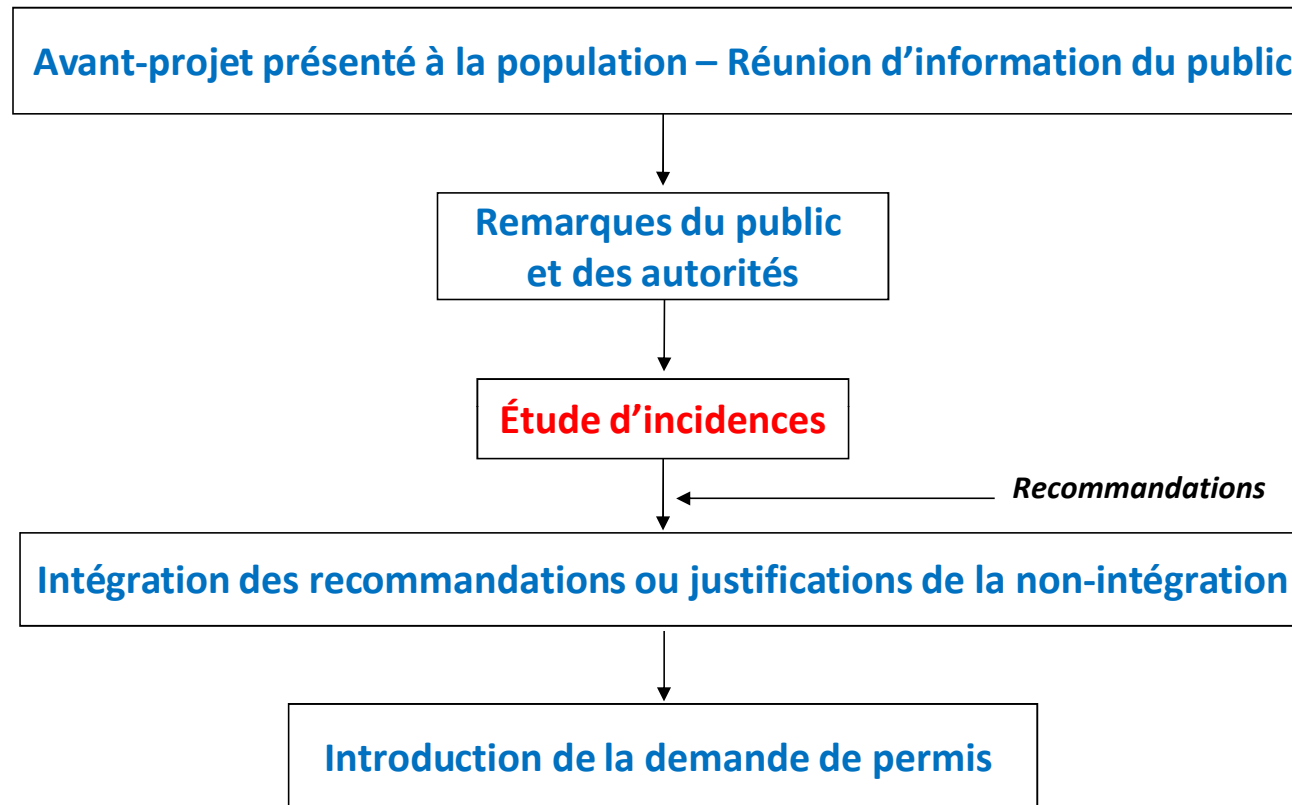 Avant-projet présenté à la population – Réunion d’information du public
Remarques du public
et des autorités
Étude d’incidences
Recommandations
Intégration des recommandations ou justifications de la non-intégration
Introduction de la demande de permis